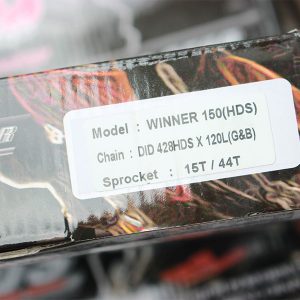 Model : WINNER 150(HDS)
Chain : DID 428HDS X 120L(G&B)
Sprocket : 15T / 44T